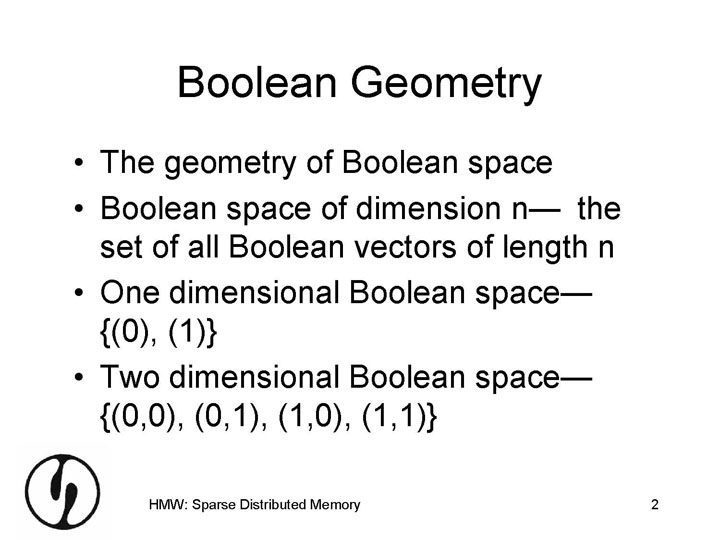 Boolean Geometry
• The geometry of Boolean space
• Boolean space of dimension n— the
set of all Boolean vectors of length n
• One dimensional Boolean space—
{(0), (1)}
• Two dimensional Boolean space—
{(0,0), (0,1), (1,0), (1,1)}
HMW: Sparse Distributed Memory
2